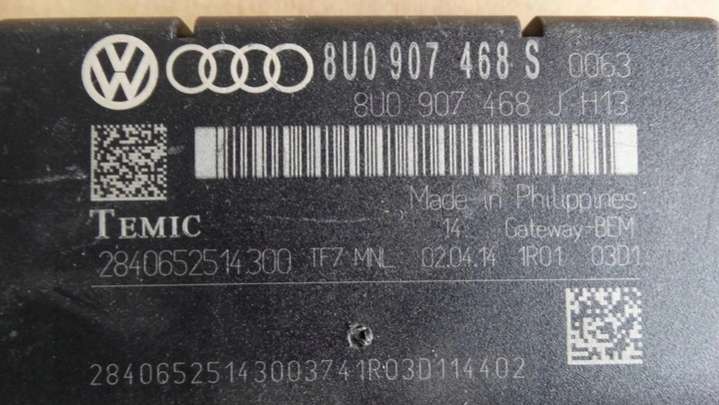 8U0 907 468 S 0063
8U0 907 468 J H13
Made in Philippines
TEMIC 14 Gateway-BEM
2840652514300 TF7 MNL 02.04.14 1R01 03D1
28406525143003741R03D114402